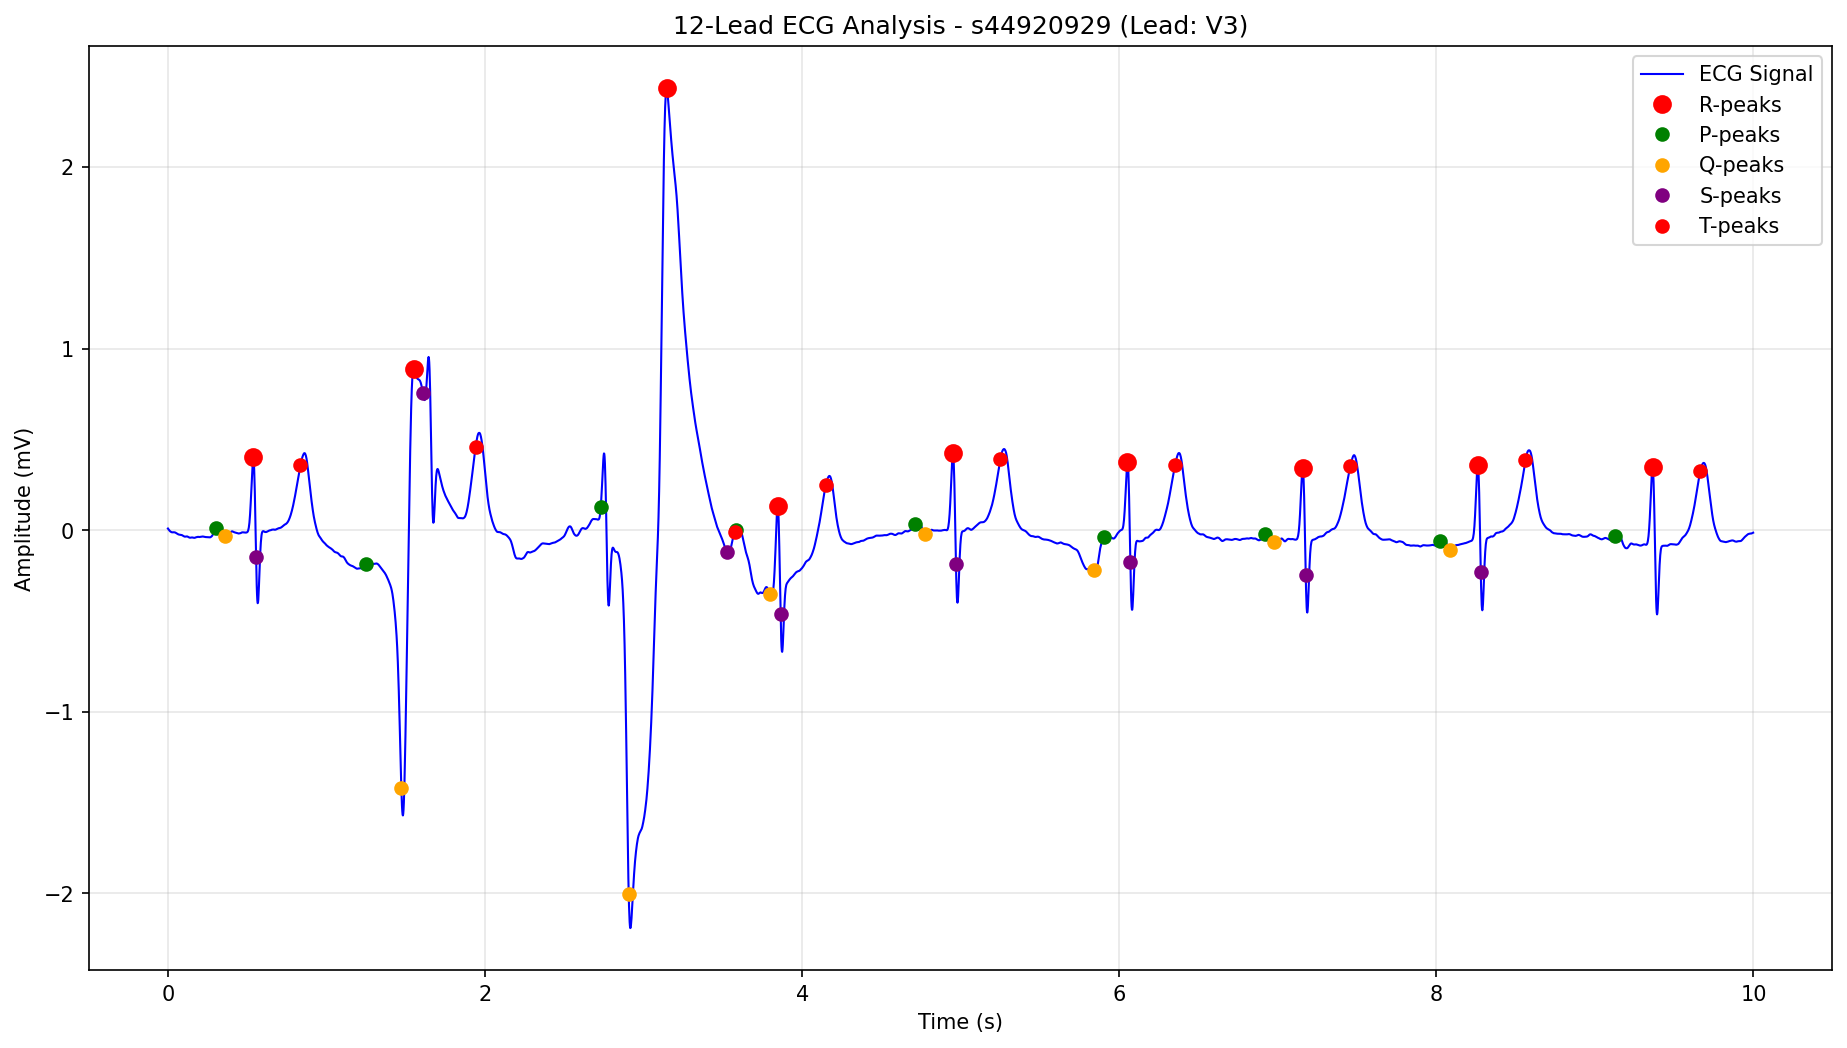 12-Lead ECG Analysis - s44920929 (Lead: V3)
ECG Signal
R-peaks
P-peaks
Q-peaks
S-peaks
T-peaks
Amplitude (mV)
2
1
0
−1
−2
0 2 4 6 8 10
Time (s)